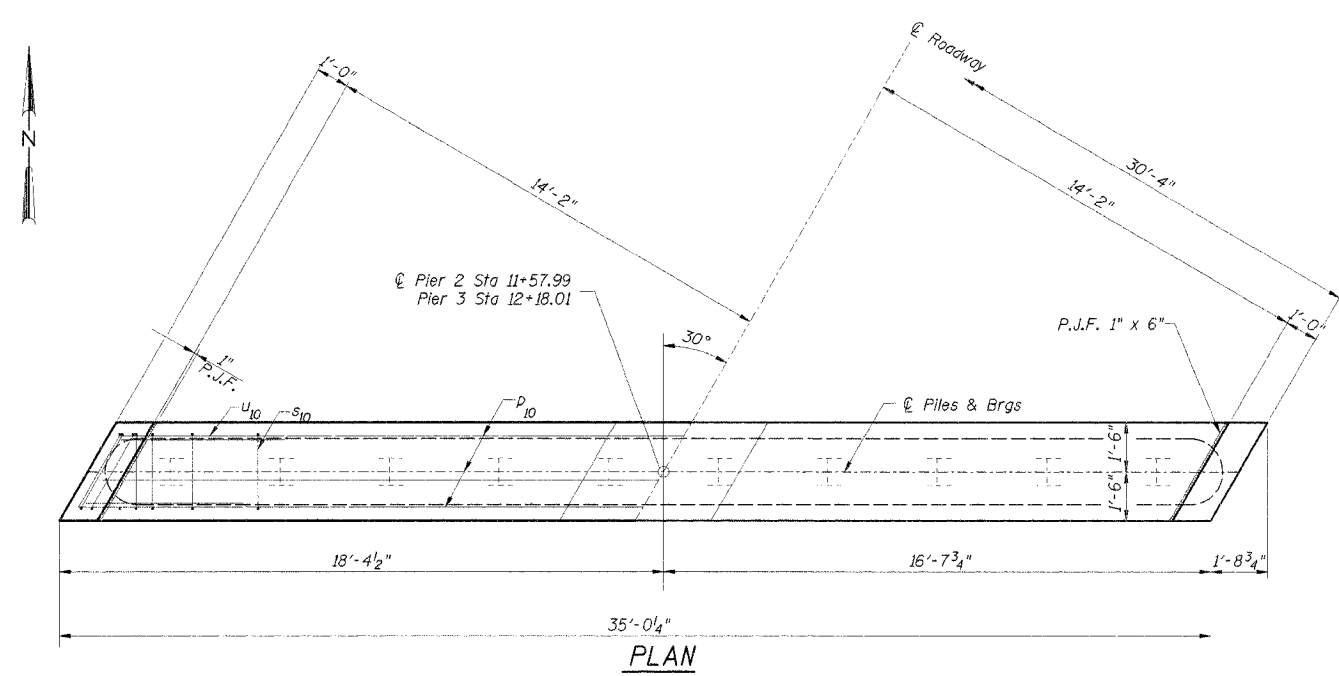 1'-0"
℄ Roadway
N
14'-2"
30'-4"
14'-2"
1'-0"
℄ Pier 2 Sta 11+57.99
Pier 3 Sta 12+18.01
30°
P.J.F. 1" x 6"
1"
P.J.F.
u10
s10
p10
℄ Piles & Brgs
1'-6"
1'-6"
18'-4½"
16'-7¾"
1'-8¾"
35'-0¼"
PLAN